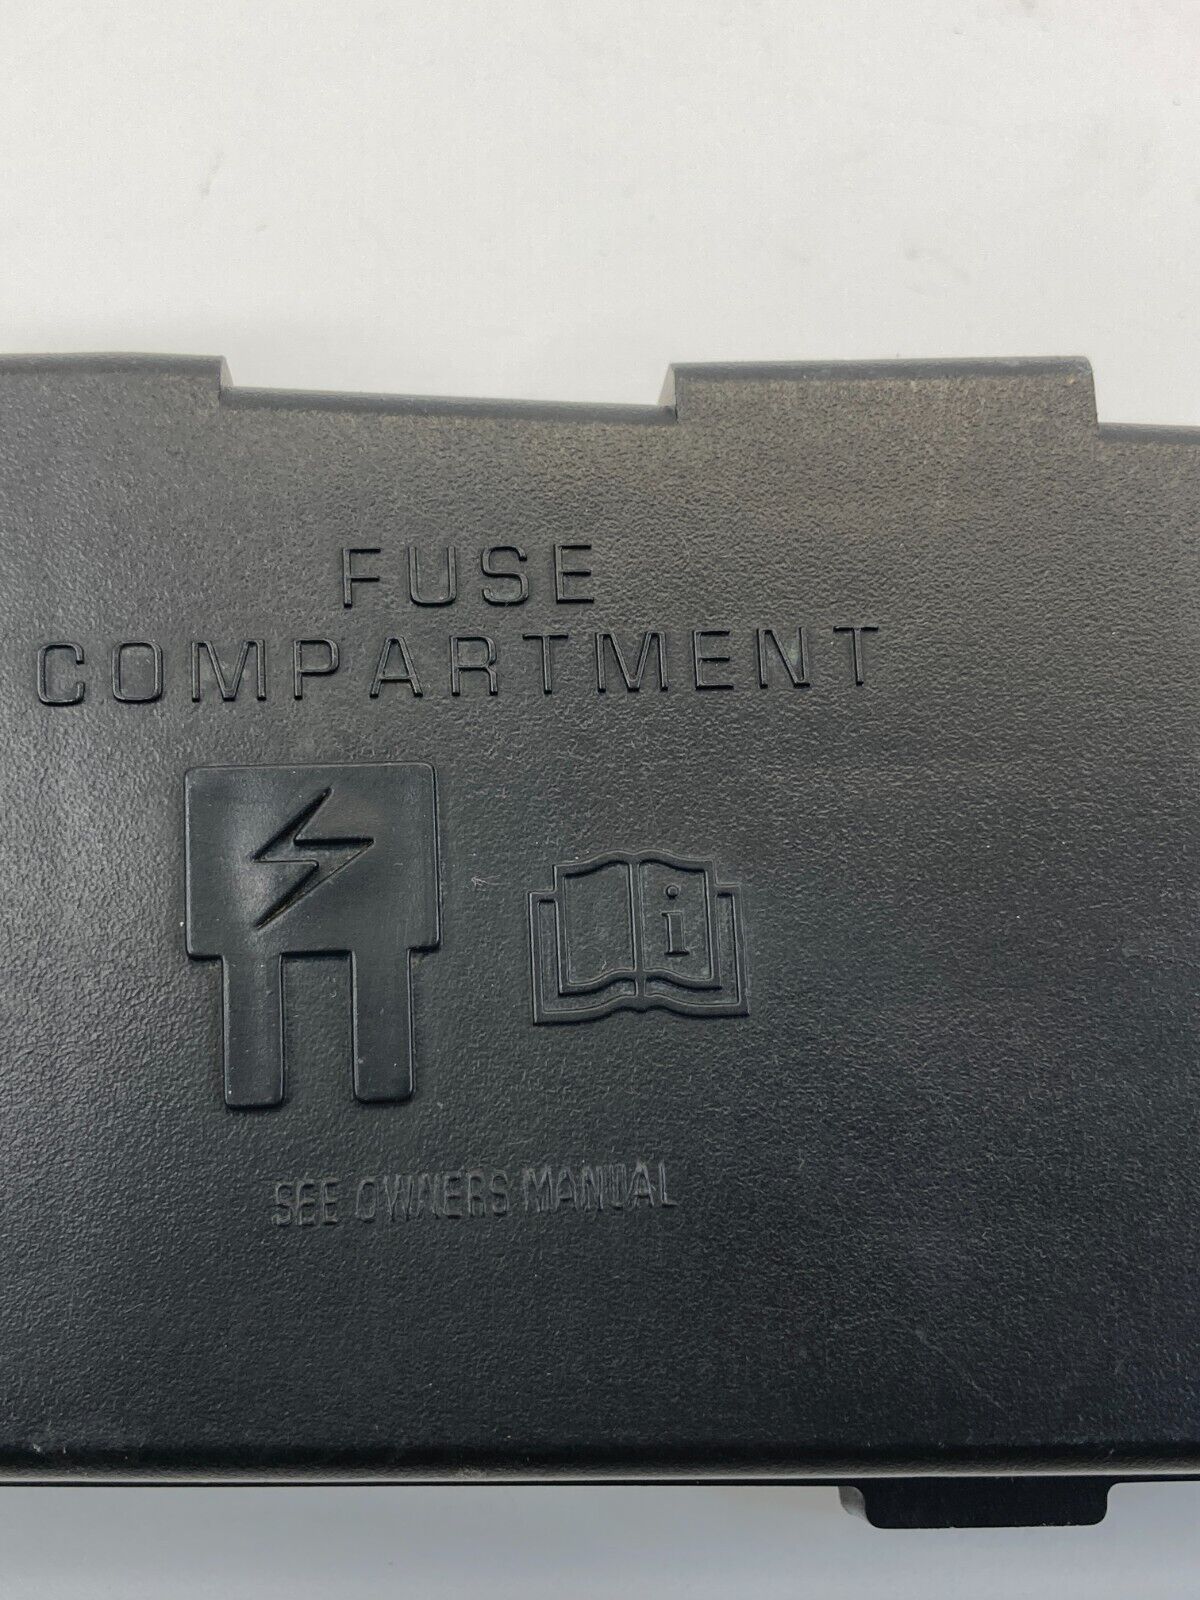 FUSE
COMPARTMENT
i
SEE OWNERS MANUAL